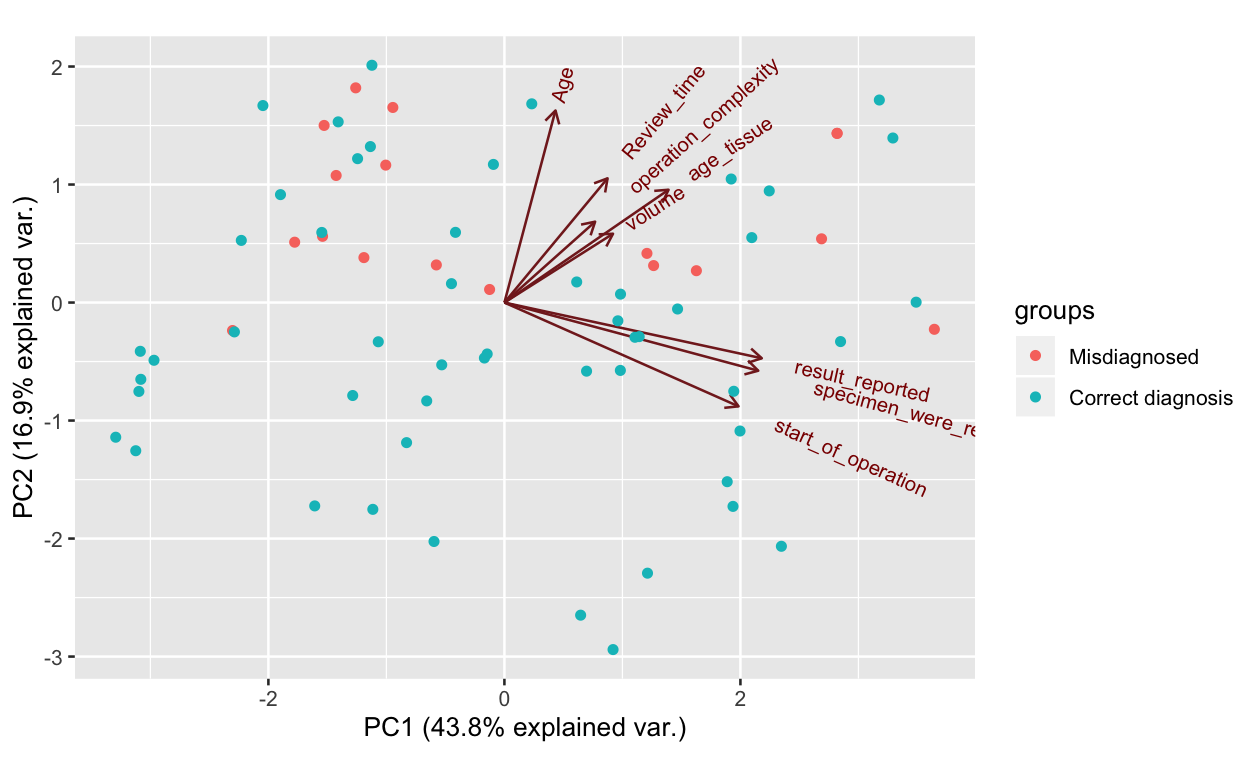 2
1
0
-1
-2
-3
PC2 (16.9% explained var.)
Age
Review_time
operation_complexity
age_tissue
volume
result_reported
specimen_were_re
start_of_operation
-2
0
2
PC1 (43.8% explained var.)
groups
Misdiagnosed
Correct diagnosis